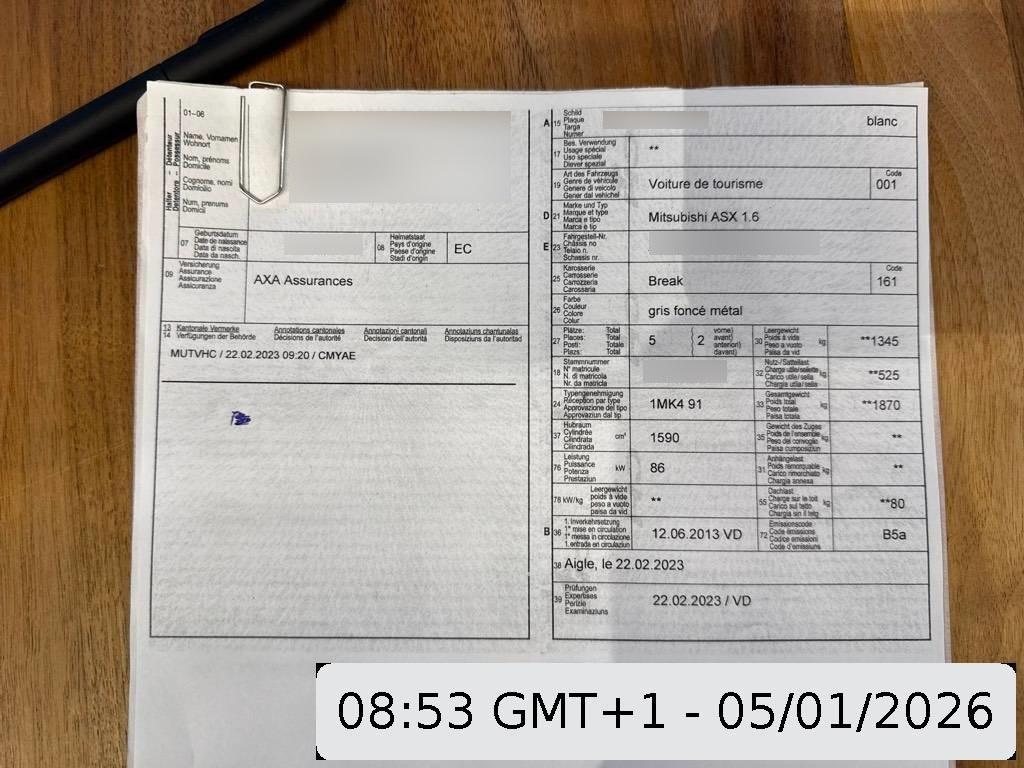 01-06
Halter - Détenteur
Detentore - Possessur
Name, Vornamen
Wohnort
Nom, prénoms
Domicile
Cognome, nomi
Domicilio
Num, prenums
Domicil
07
Geburtsdatum
Date de naissance
Data di nascita
Data da nasch.
08
Heimatstaat
Pays d'origine
Paese d'origine
Stadi d'origin
EC
09
Versicherung
Assurance
Assicurazione
Assicuranza
AXA Assurances
13
14
Kantonale Vermerke
Verfügungen der Behörde
Annotations cantonales
Décisions de l'autorité
Annotazioni cantonali
Decisioni dell'autorità
Annotaziuns chantunalas
Disposiziuns da l'autoritad
MUTVHC / 22.02.2023 09:20 / CMYAE
A 15
Schild
Plaque
Targa
Numer
blanc
17
Bes. Verwendung
Usage spécial
Uso speciale
Diever spezial
**
19
Art des Fahrzeugs
Genre de véhicule
Genere di veicolo
Gener dal vehichel
Voiture de tourisme
Code
001
D 21
Marke und Typ
Marque et type
Marca e tipo
Marca e tip
Mitsubishi ASX 1.6
E 23
Fahrgestell-Nr.
Châssis no
Telaio n.
Schassis nr.
25
Karosserie
Carrosserie
Carrozzeria
Carossaria
Break
Code
161
26
Farbe
Couleur
Colore
Colur
gris foncé métal
27
Plätze: Total
Places: Total
Posti: Totale
Plazs: Total
5
2
vorne)
avant)
anteriori)
davant)
30
Leergewicht
Poids à vide
Peso a vuoto
Paisa da vid
kg
**1345
18
Stammnummer
N° matricule
N. di matricola
Nr. da matricla
32
Nutz-/Sattellast
Charge utile/sellette
Carico utile/sella
Chargia utila/sella
kg
**525
24
Typengenehmigung
Réception par type
Approvazione del tipo
Approvaziun dal tip
1MK4 91
33
Gesamtgewicht
Poids total
Peso totale
Paisa totala
kg
**1870
37
Hubraum
Cylindrée
Cilindrata
Cilindrada
cm³
1590
35
Gewicht des Zuges
Poids de l'ensemble
Peso del convoglio
Paisa cumposiziun
kg
**
76
Leistung
Puissance
Potenza
Prestaziun
kW
86
31
Anhängelast
Poids remorquable
Carico rimorchiato
Chargia annexa
kg
**
78 kW/kg
Leergewicht
poids à vide
peso a vuoto
paisa da vid
**
55
Dachlast
Charge sur le toit
Carico sul tetto
Chargia sin il tetg
kg
**80
B 36
1. Inverkehrsetzung
1re mise en circulation
1a messa in circolazione
1. entrada en circulaziun
12.06.2013 VD
72
Emissionscode
Code émissions
Codice emissioni
Code d'emissiuns
B5a
38 Aigle, le 22.02.2023
39
Prüfungen
Expertises
Perizie
Examinaziuns
22.02.2023 / VD
08:53 GMT+1 - 05/01/2026